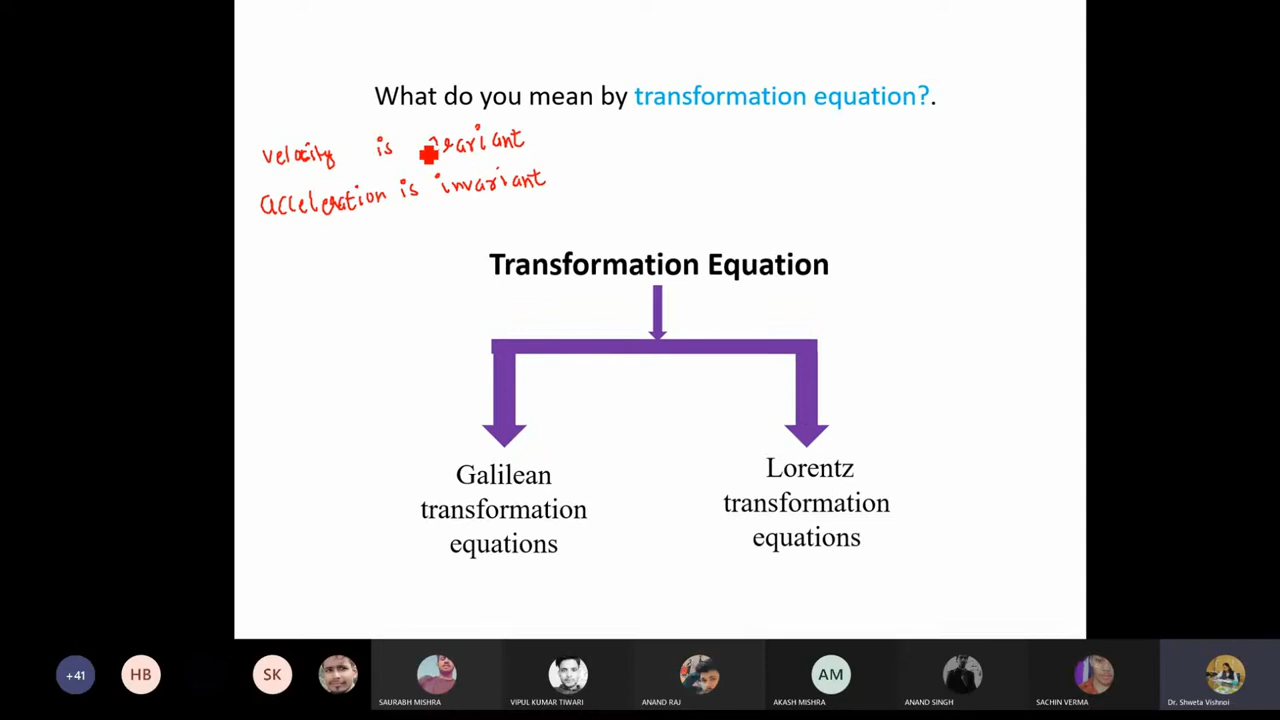 What do you mean by transformation equation?.
velocity is variant
acceleration is invariant
Transformation Equation
Galilean
transformation
equations
Lorentz
transformation
equations
+41
HB
SK
SAURABH MISHRA
VIPUL KUMAR TIWARI
ANAND RAJ
AM
AKASH MISHRA
ANAND SINGH
SACHIN VERMA
Dr. Shweta Vishnoi